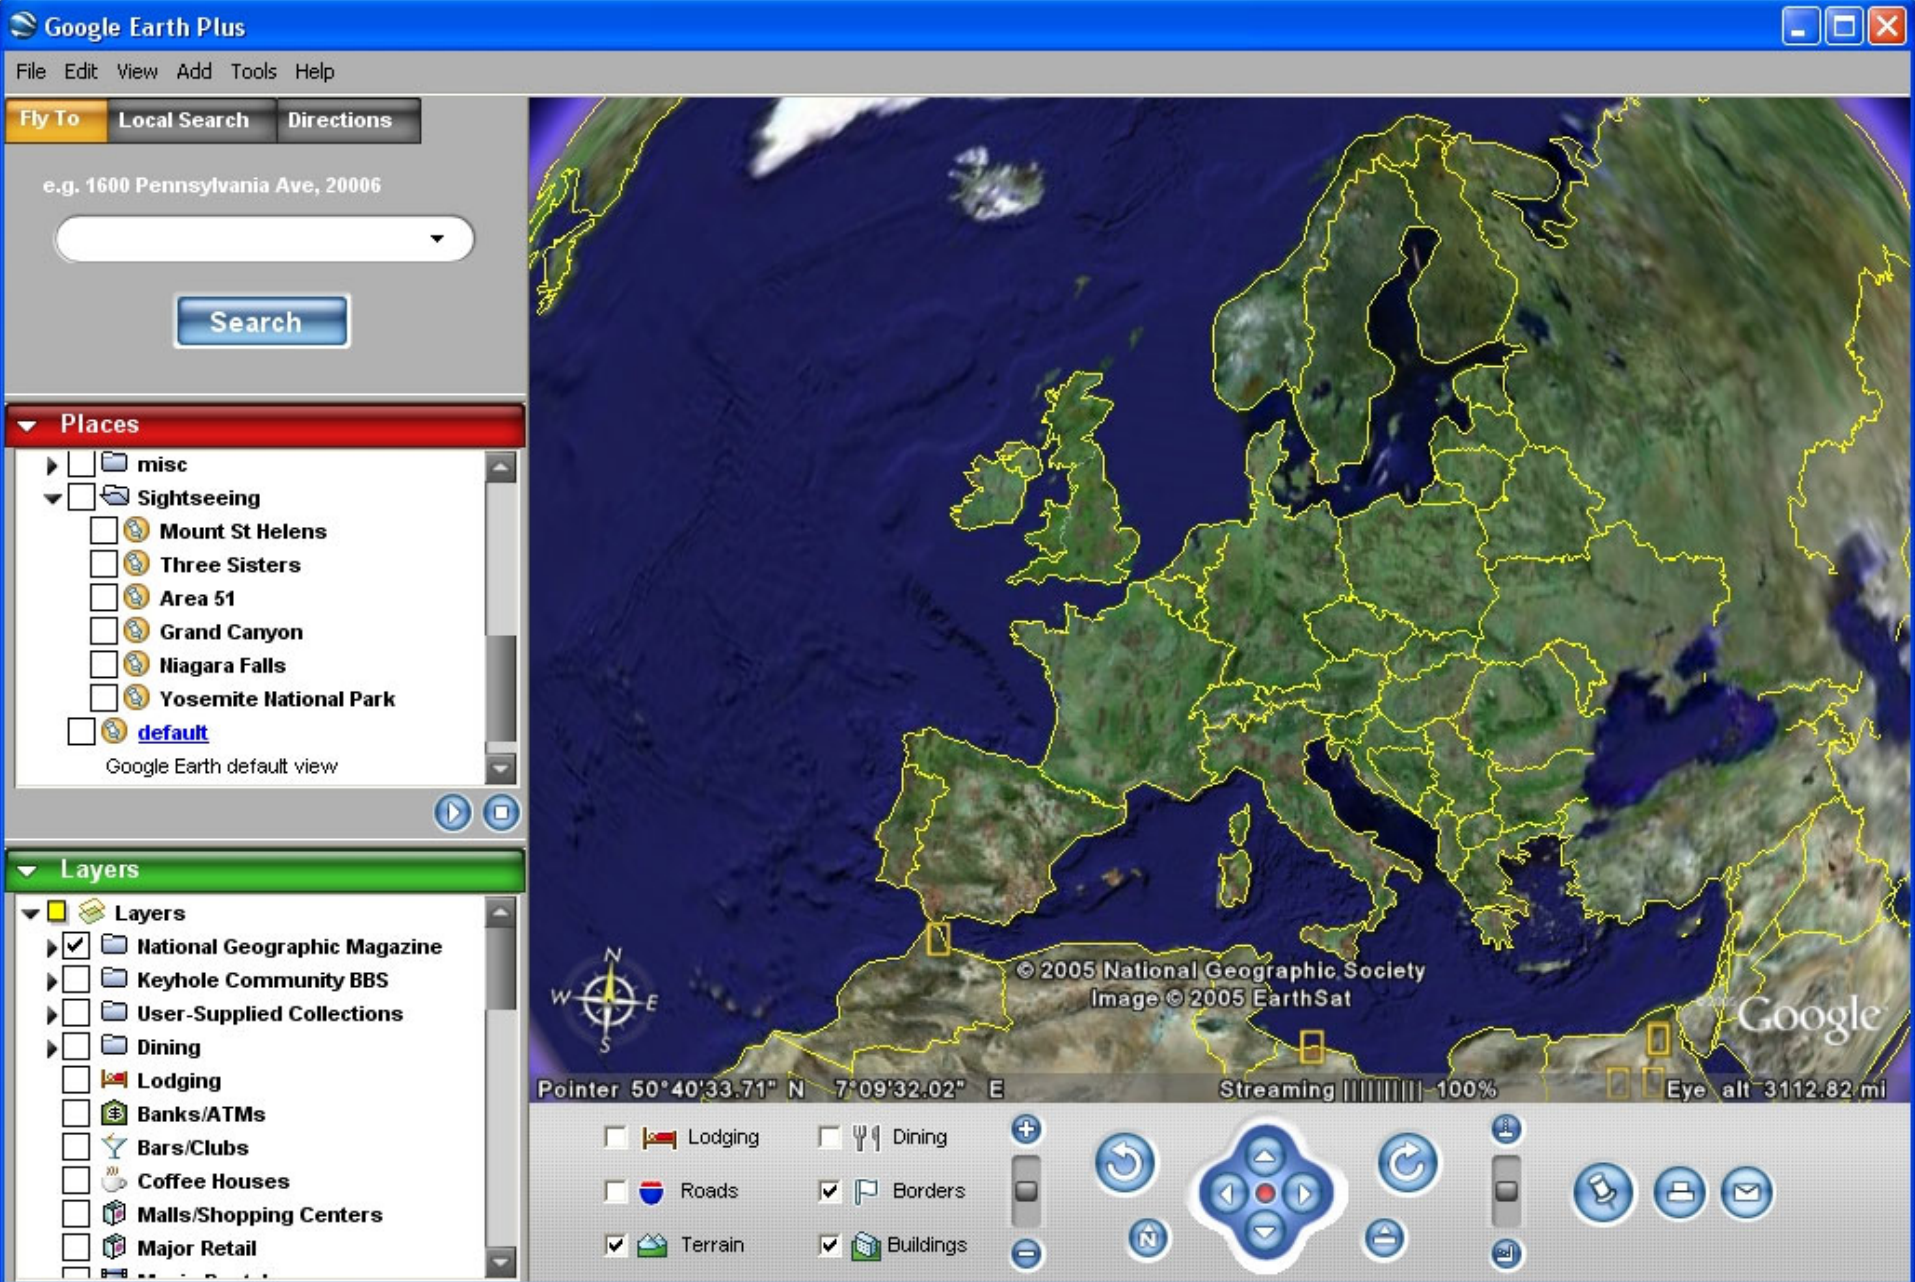 Google Earth Plus
File Edit View Add Tools Help
Fly To Local Search Directions
e.g. 1600 Pennsylvania Ave, 20006
Search
Places
misc
Sightseeing
Mount St Helens
Three Sisters
Area 51
Grand Canyon
Niagara Falls
Yosemite National Park
default
Google Earth default view
Layers
Layers
National Geographic Magazine
Keyhole Community BBS
User-Supplied Collections
Dining
Lodging
Banks/ATMs
Bars/Clubs
Coffee Houses
Malls/Shopping Centers
Major Retail
N
W E
S
© 2005 National Geographic Society
Image © 2005 EarthSat
© 2005
Google
Pointer 50°40'33.71" N 7°09'32.02" E Streaming |||||||||| 100% Eye alt 3112.82 mi
Lodging Dining
Roads Borders
Terrain Buildings
N